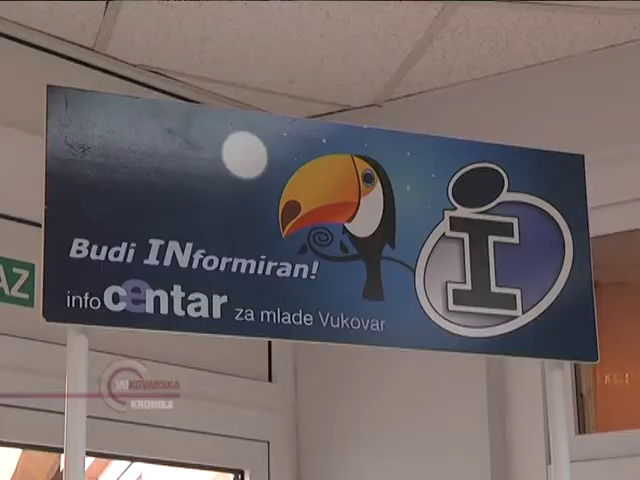 Budi INformiran!
info centar za mlade Vukovar
i
AZ
VUKOVARSKA
KRONIKA